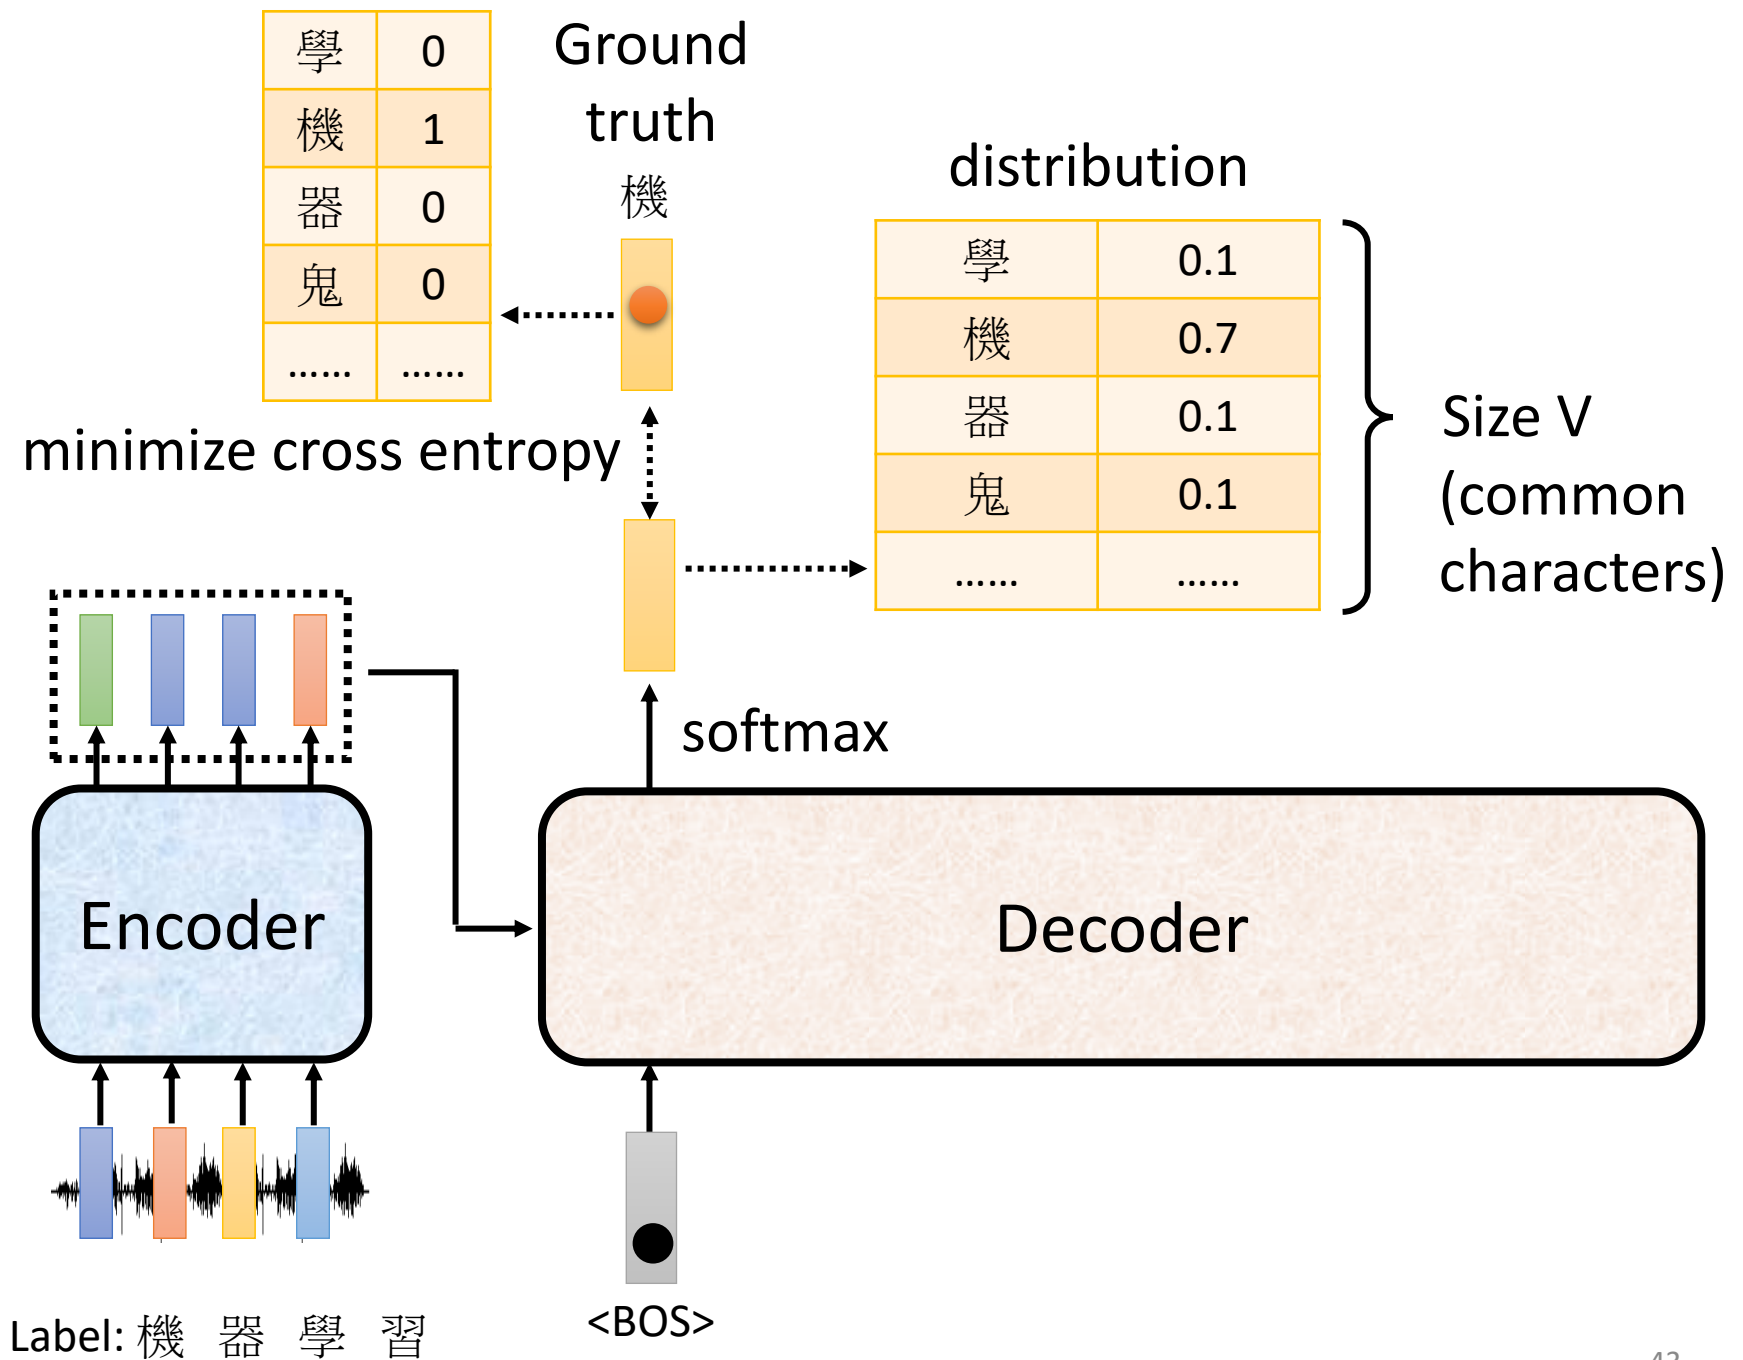 學 0
機 1
器 0
鬼 0
...... ......
Ground
truth
機
distribution
學 0.1
機 0.7
器 0.1
鬼 0.1
...... ......
Size V
(common
characters)
minimize cross entropy
softmax
Encoder
Decoder
<BOS>
Label: 機 器 學 習